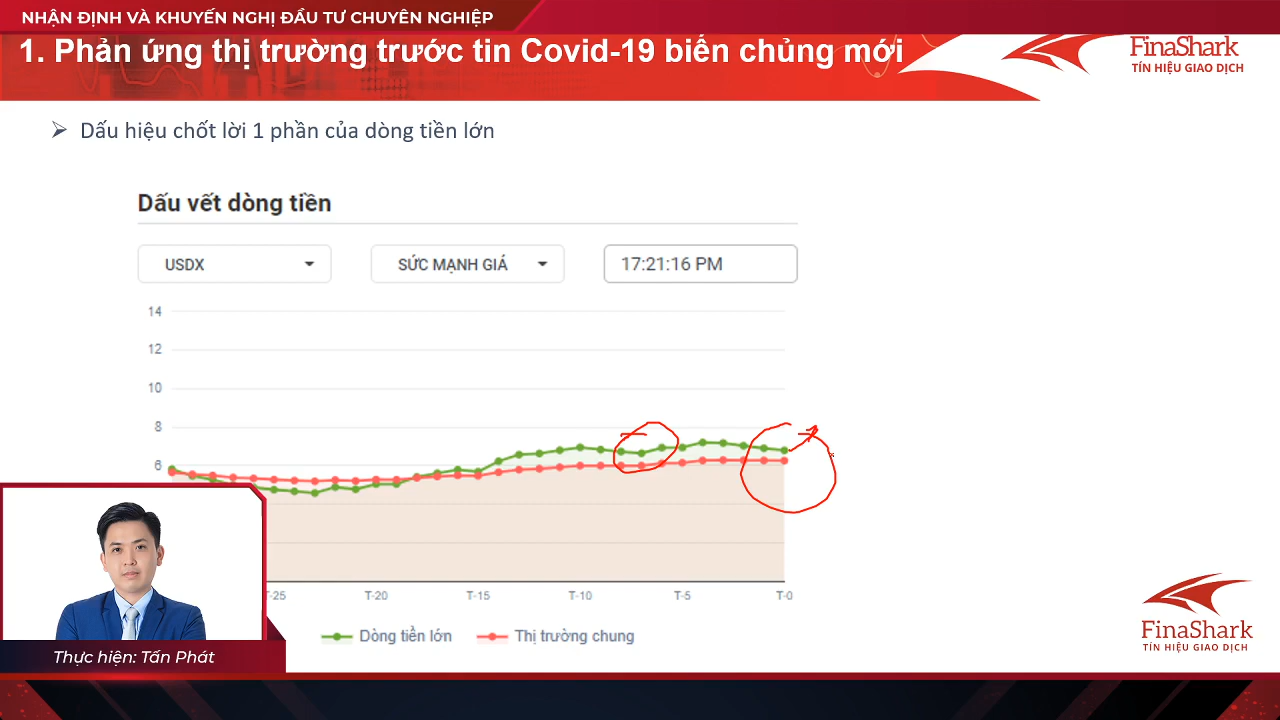 NHẬN ĐỊNH VÀ KHUYẾN NGHỊ ĐẦU TƯ CHUYÊN NGHIỆP
1. Phản ứng thị trường trước tin Covid-19 biến chủng mới
FinaShark
TÍN HIỆU GIAO DỊCH
Dấu hiệu chốt lời 1 phần của dòng tiền lớn
Dấu vết dòng tiền
USDX
SỨC MẠNH GIÁ
17:21:16 PM
14
12
10
8
6
T-25
T-20
T-15
T-10
T-5
T-0
Dòng tiền lớn
Thị trường chung
FinaShark
TÍN HIỆU GIAO DỊCH
Thực hiện: Tấn Phát